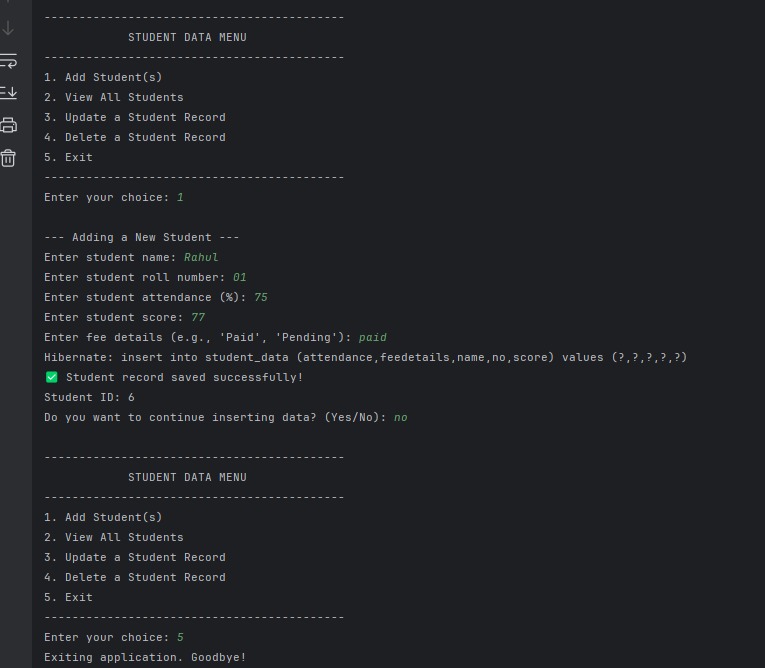 -------------------------------------------
STUDENT DATA MENU
-------------------------------------------
1. Add Student(s)
2. View All Students
3. Update a Student Record
4. Delete a Student Record
5. Exit
-------------------------------------------
Enter your choice: 1
--- Adding a New Student ---
Enter student name: Rahul
Enter student roll number: 01
Enter student attendance (%): 75
Enter student score: 77
Enter fee details (e.g., 'Paid', 'Pending'): paid
Hibernate: insert into student_data (attendance,feedetails,name,no,score) values (?,?,?,?,?)
✅ Student record saved successfully!
Student ID: 6
Do you want to continue inserting data? (Yes/No): no
-------------------------------------------
STUDENT DATA MENU
-------------------------------------------
1. Add Student(s)
2. View All Students
3. Update a Student Record
4. Delete a Student Record
5. Exit
-------------------------------------------
Enter your choice: 5
Exiting application. Goodbye!